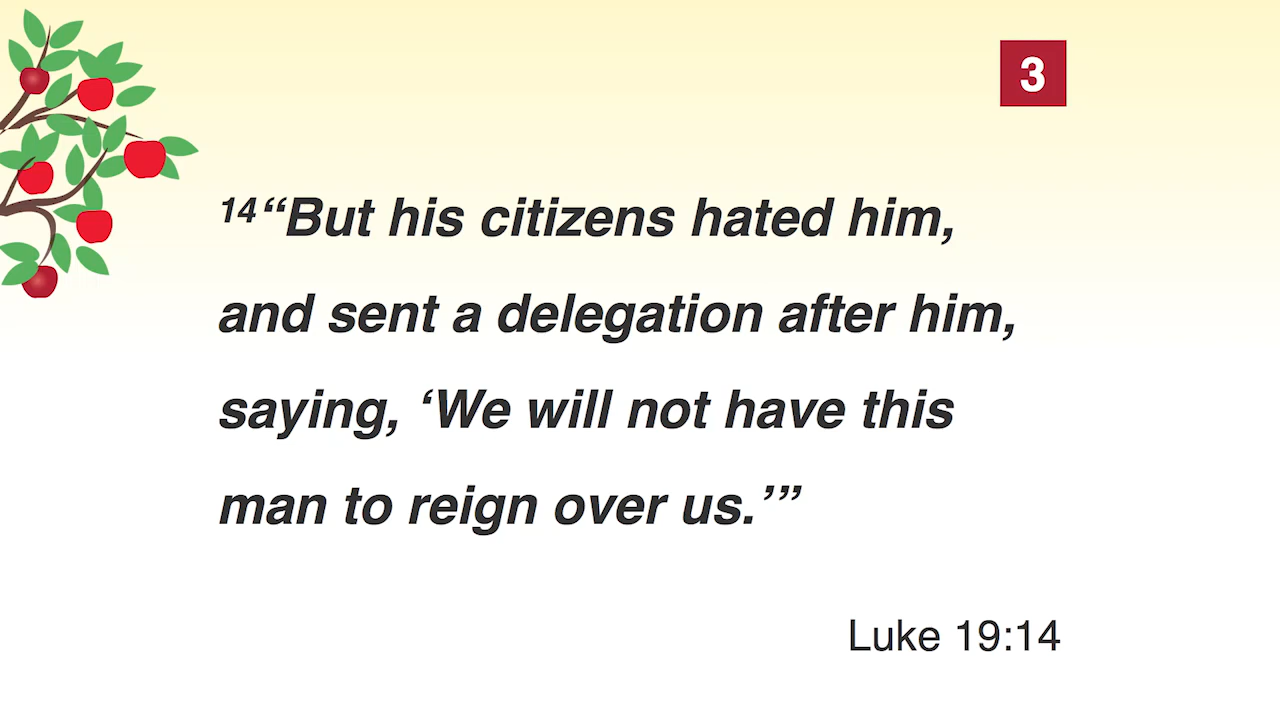 3
14“But his citizens hated him,
and sent a delegation after him,
saying, ‘We will not have this
man to reign over us.’”
Luke 19:14